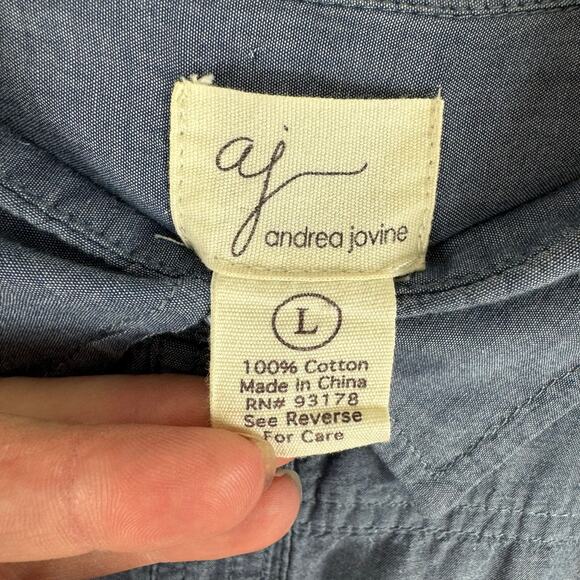 aj
andrea jovine
L
100% Cotton
Made in China
RN# 93178
See Reverse
For Care